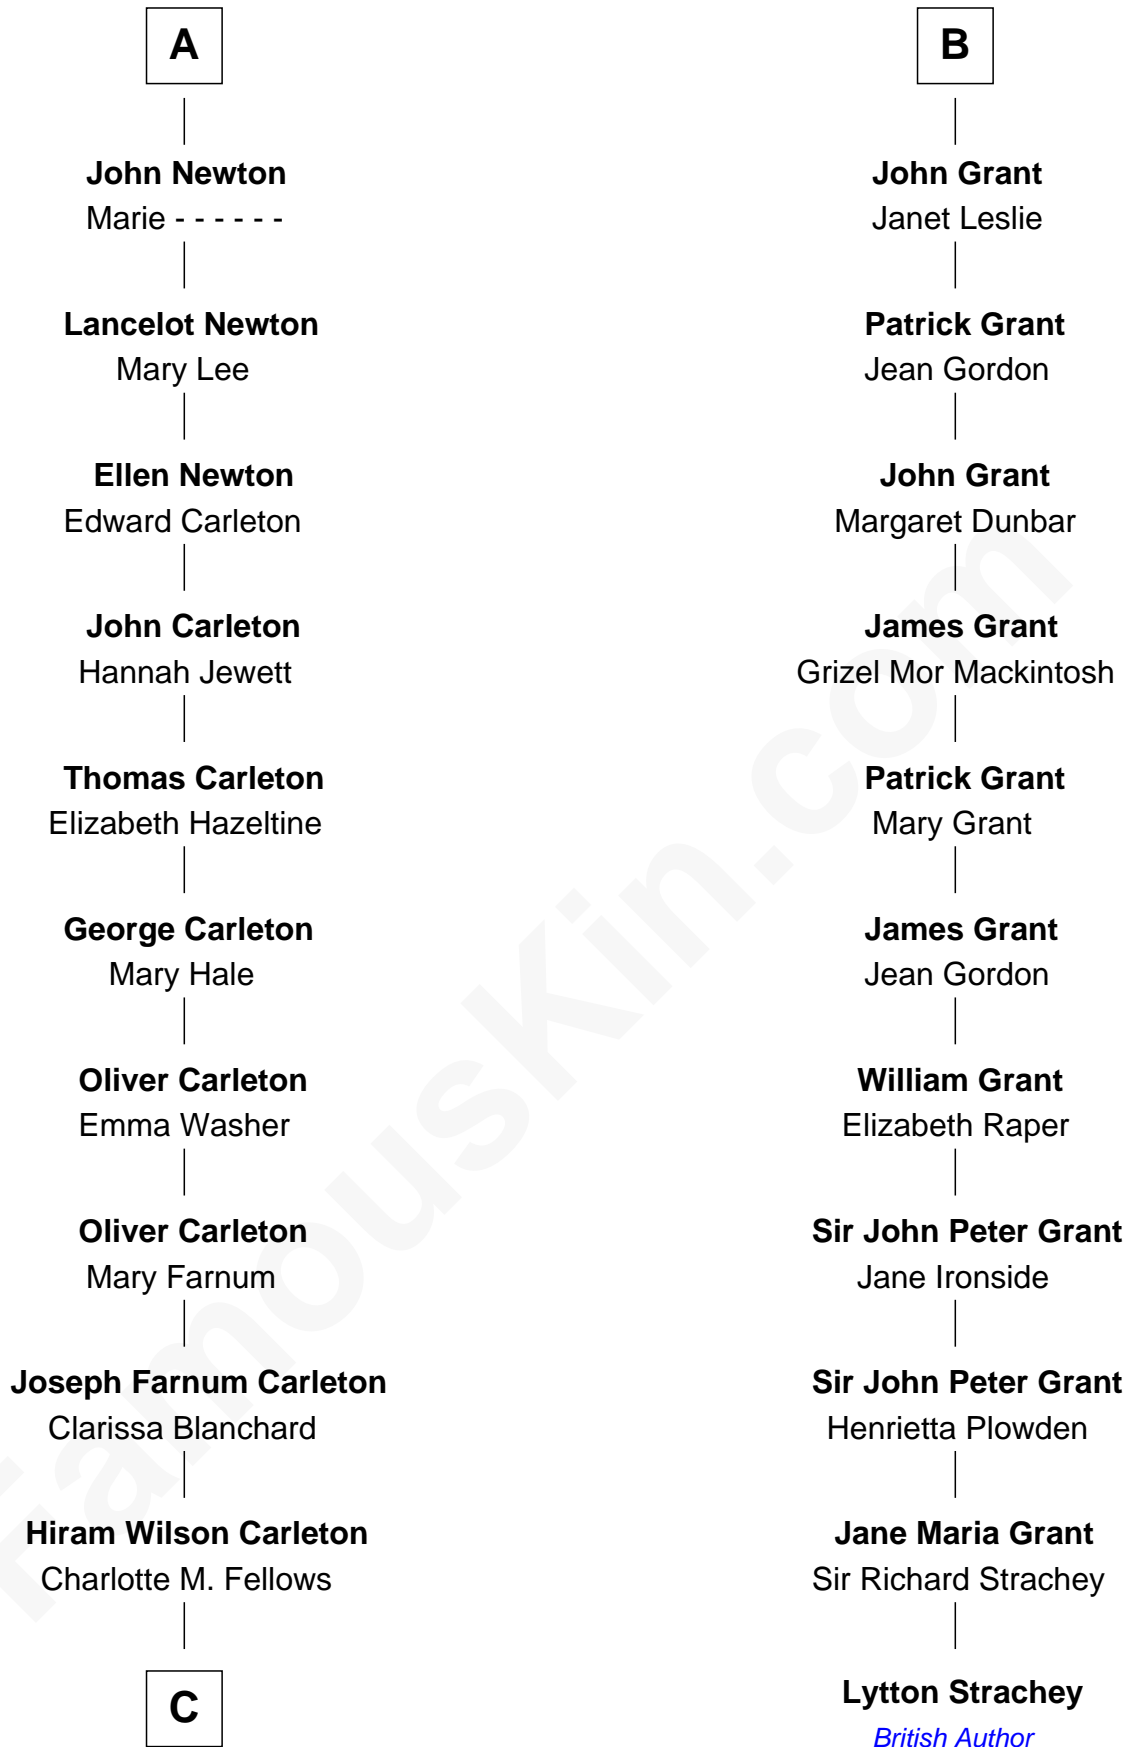 A
John Newton
Marie - - - - - -
Lancelot Newton
Mary Lee
Ellen Newton
Edward Carleton
John Carleton
Hannah Jewett
Thomas Carleton
Elizabeth Hazeltine
George Carleton
Mary Hale
Oliver Carleton
Emma Washer
Oliver Carleton
Mary Farnum
Joseph Farnum Carleton
Clarissa Blanchard
Hiram Wilson Carleton
Charlotte M. Fellows
C
B
John Grant
Janet Leslie
Patrick Grant
Jean Gordon
John Grant
Margaret Dunbar
James Grant
Grizel Mor Mackintosh
Patrick Grant
Mary Grant
James Grant
Jean Gordon
William Grant
Elizabeth Raper
Sir John Peter Grant
Jane Ironside
Sir John Peter Grant
Henrietta Plowden
Jane Maria Grant
Sir Richard Strachey
Lytton Strachey
British Author
FamousKin.com